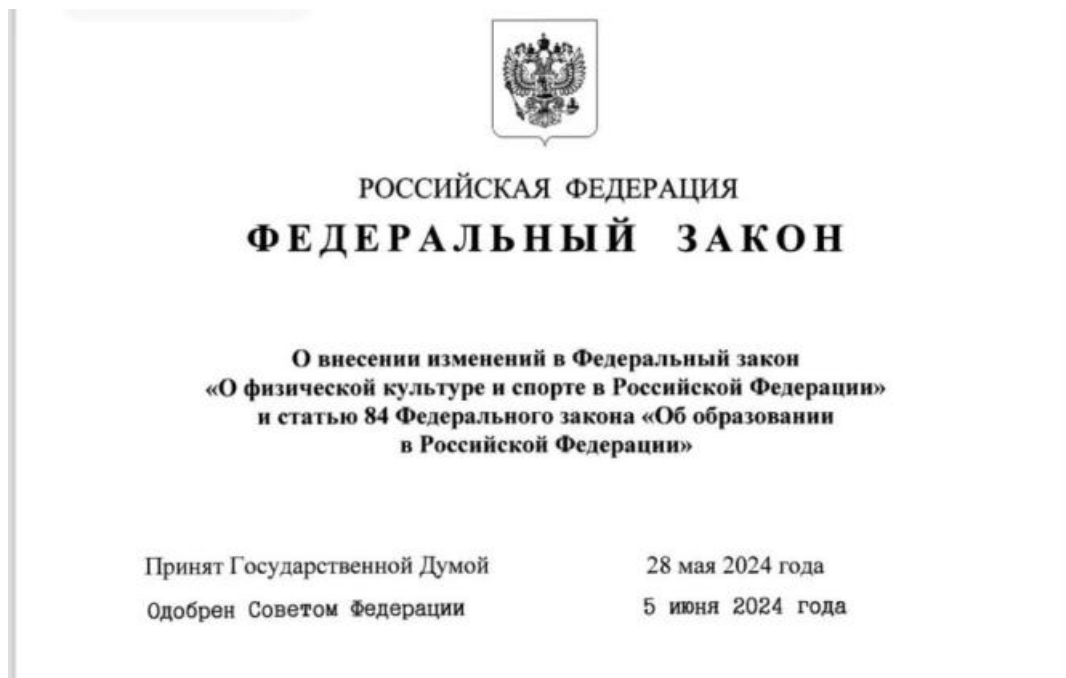 РОССИЙСКАЯ ФЕДЕРАЦИЯ
ФЕДЕРАЛЬНЫЙ ЗАКОН
О внесении изменений в Федеральный закон
«О физической культуре и спорте в Российской Федерации»
и статью 84 Федерального закона «Об образовании
в Российской Федерации»
Принят Государственной Думой 28 мая 2024 года
Одобрен Советом Федерации 5 июня 2024 года